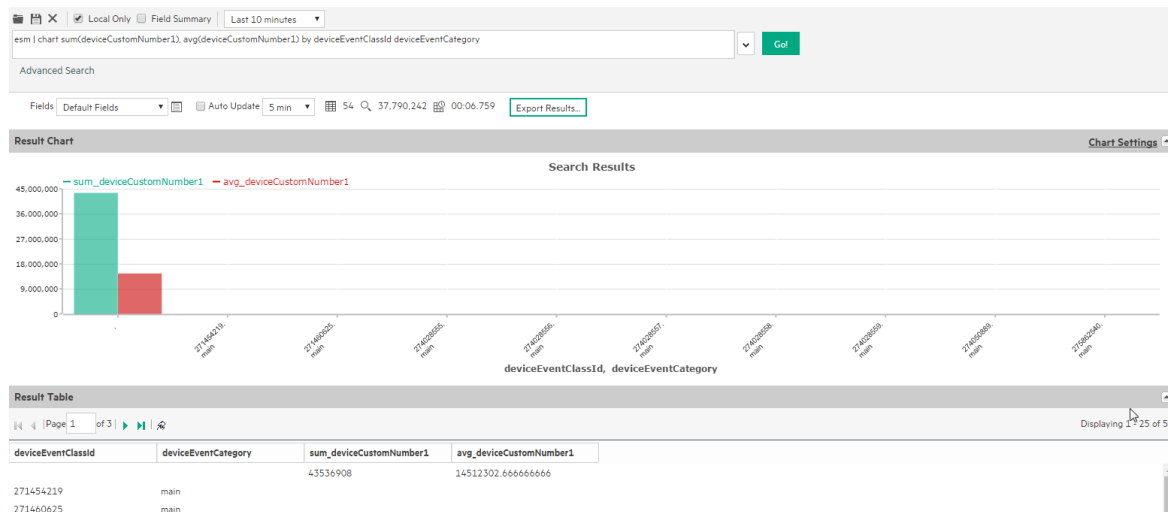 Local Only Field Summary Last 10 minutes
esm | chart sum(deviceCustomNumber1), avg(deviceCustomNumber1) by deviceEventClassId deviceEventCategory
Go!
Advanced Search
Fields Default Fields Auto Update 5 min 54 37,790,242 00:06.759 Export Results...
Result Chart Chart Settings
Search Results
sum_deviceCustomNumber1 avg_deviceCustomNumber1
45,000,000
36,000,000
27,000,000
18,000,000
9,000,000
0
,
271454219, main
271460625, main
274028555, main
274028556, main
274028557, main
274028558, main
274028559, main
274050889, main
275862540, main
deviceEventClassId, deviceEventCategory
Result Table
Page 1 of 3 Displaying 1 - 25 of 5
deviceEventClassId deviceEventCategory sum_deviceCustomNumber1 avg_deviceCustomNumber1
43536908 14512302.666666666
271454219 main
271460625 main